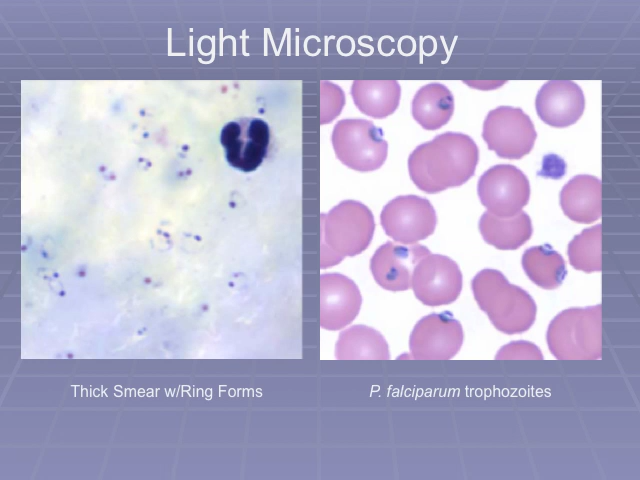 Light Microscopy
Thick Smear w/Ring Forms
P. falciparum trophozoites